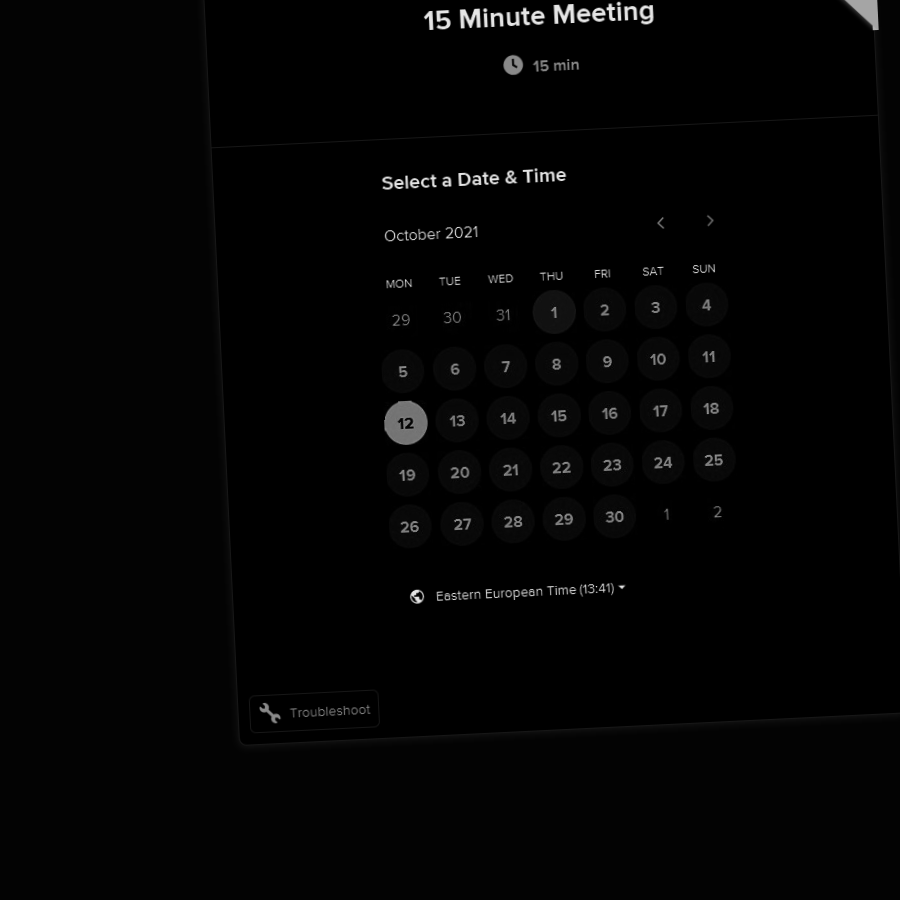 15 Minute Meeting
15 min
Select a Date & Time
October 2021
MON TUE WED THU FRI SAT SUN
29 30 31 1 2 3 4
5 6 7 8 9 10 11
12 13 14 15 16 17 18
19 20 21 22 23 24 25
26 27 28 29 30 1 2
Eastern European Time (13:41)
Troubleshoot